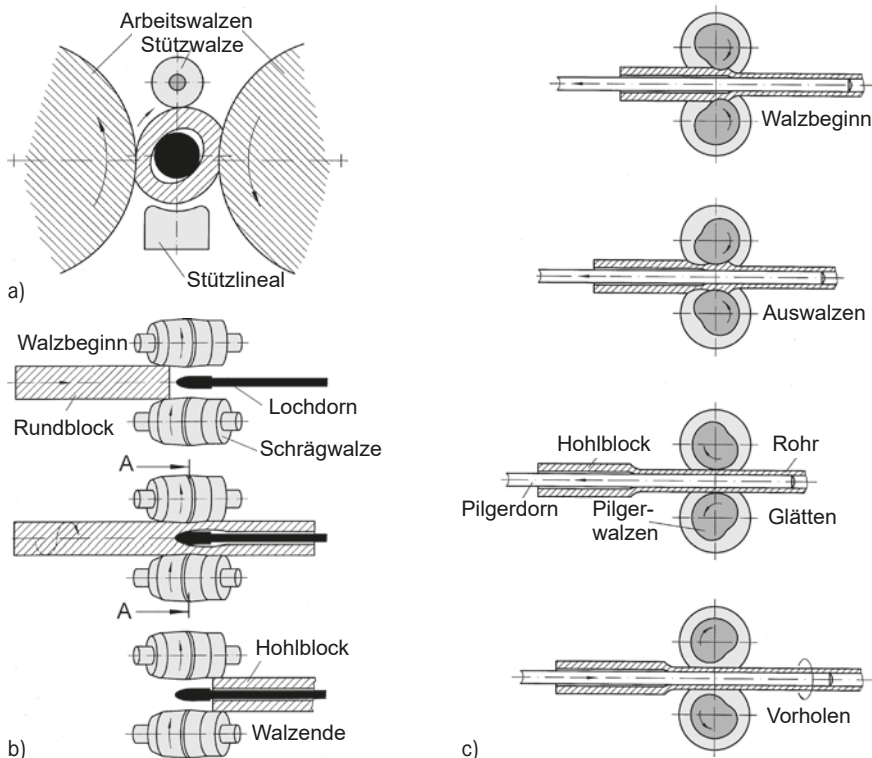 Arbeitswalzen
Stützwalze
Stützlineal
a)
Walzbeginn
Lochdorn
Rundblock
Schrägwalze
A
A
Hohlblock
Walzende
b)
Walzbeginn
Auswalzen
Hohlblock
Rohr
Pilgerdorn
Pilger-
walzen
Glätten
Vorholen
c)